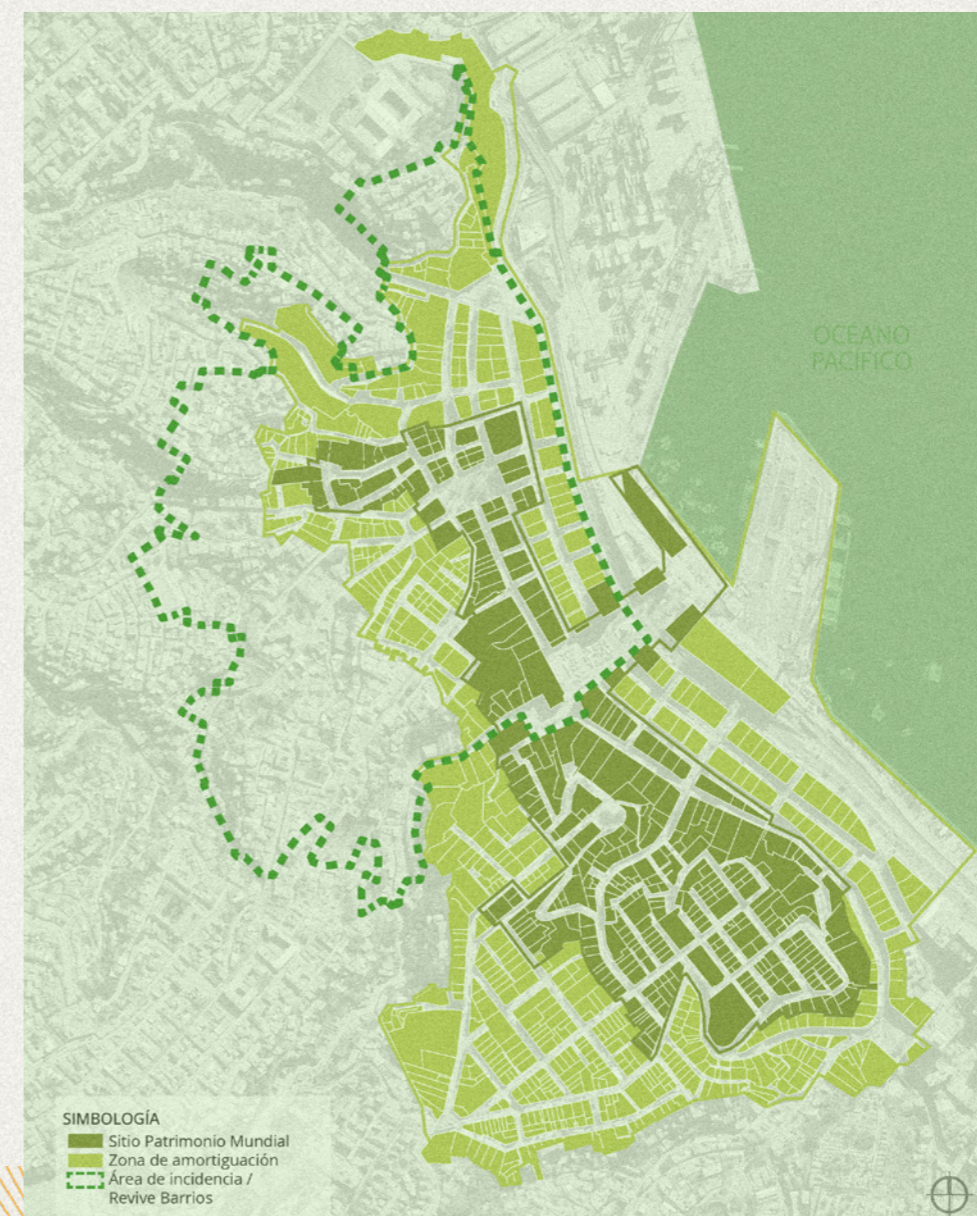 OCÉANO
PACÍFICO
SIMBOLOGÍA
Sitio Patrimonio Mundial
Zona de amortiguación
Área de incidencia /
Revive Barrios